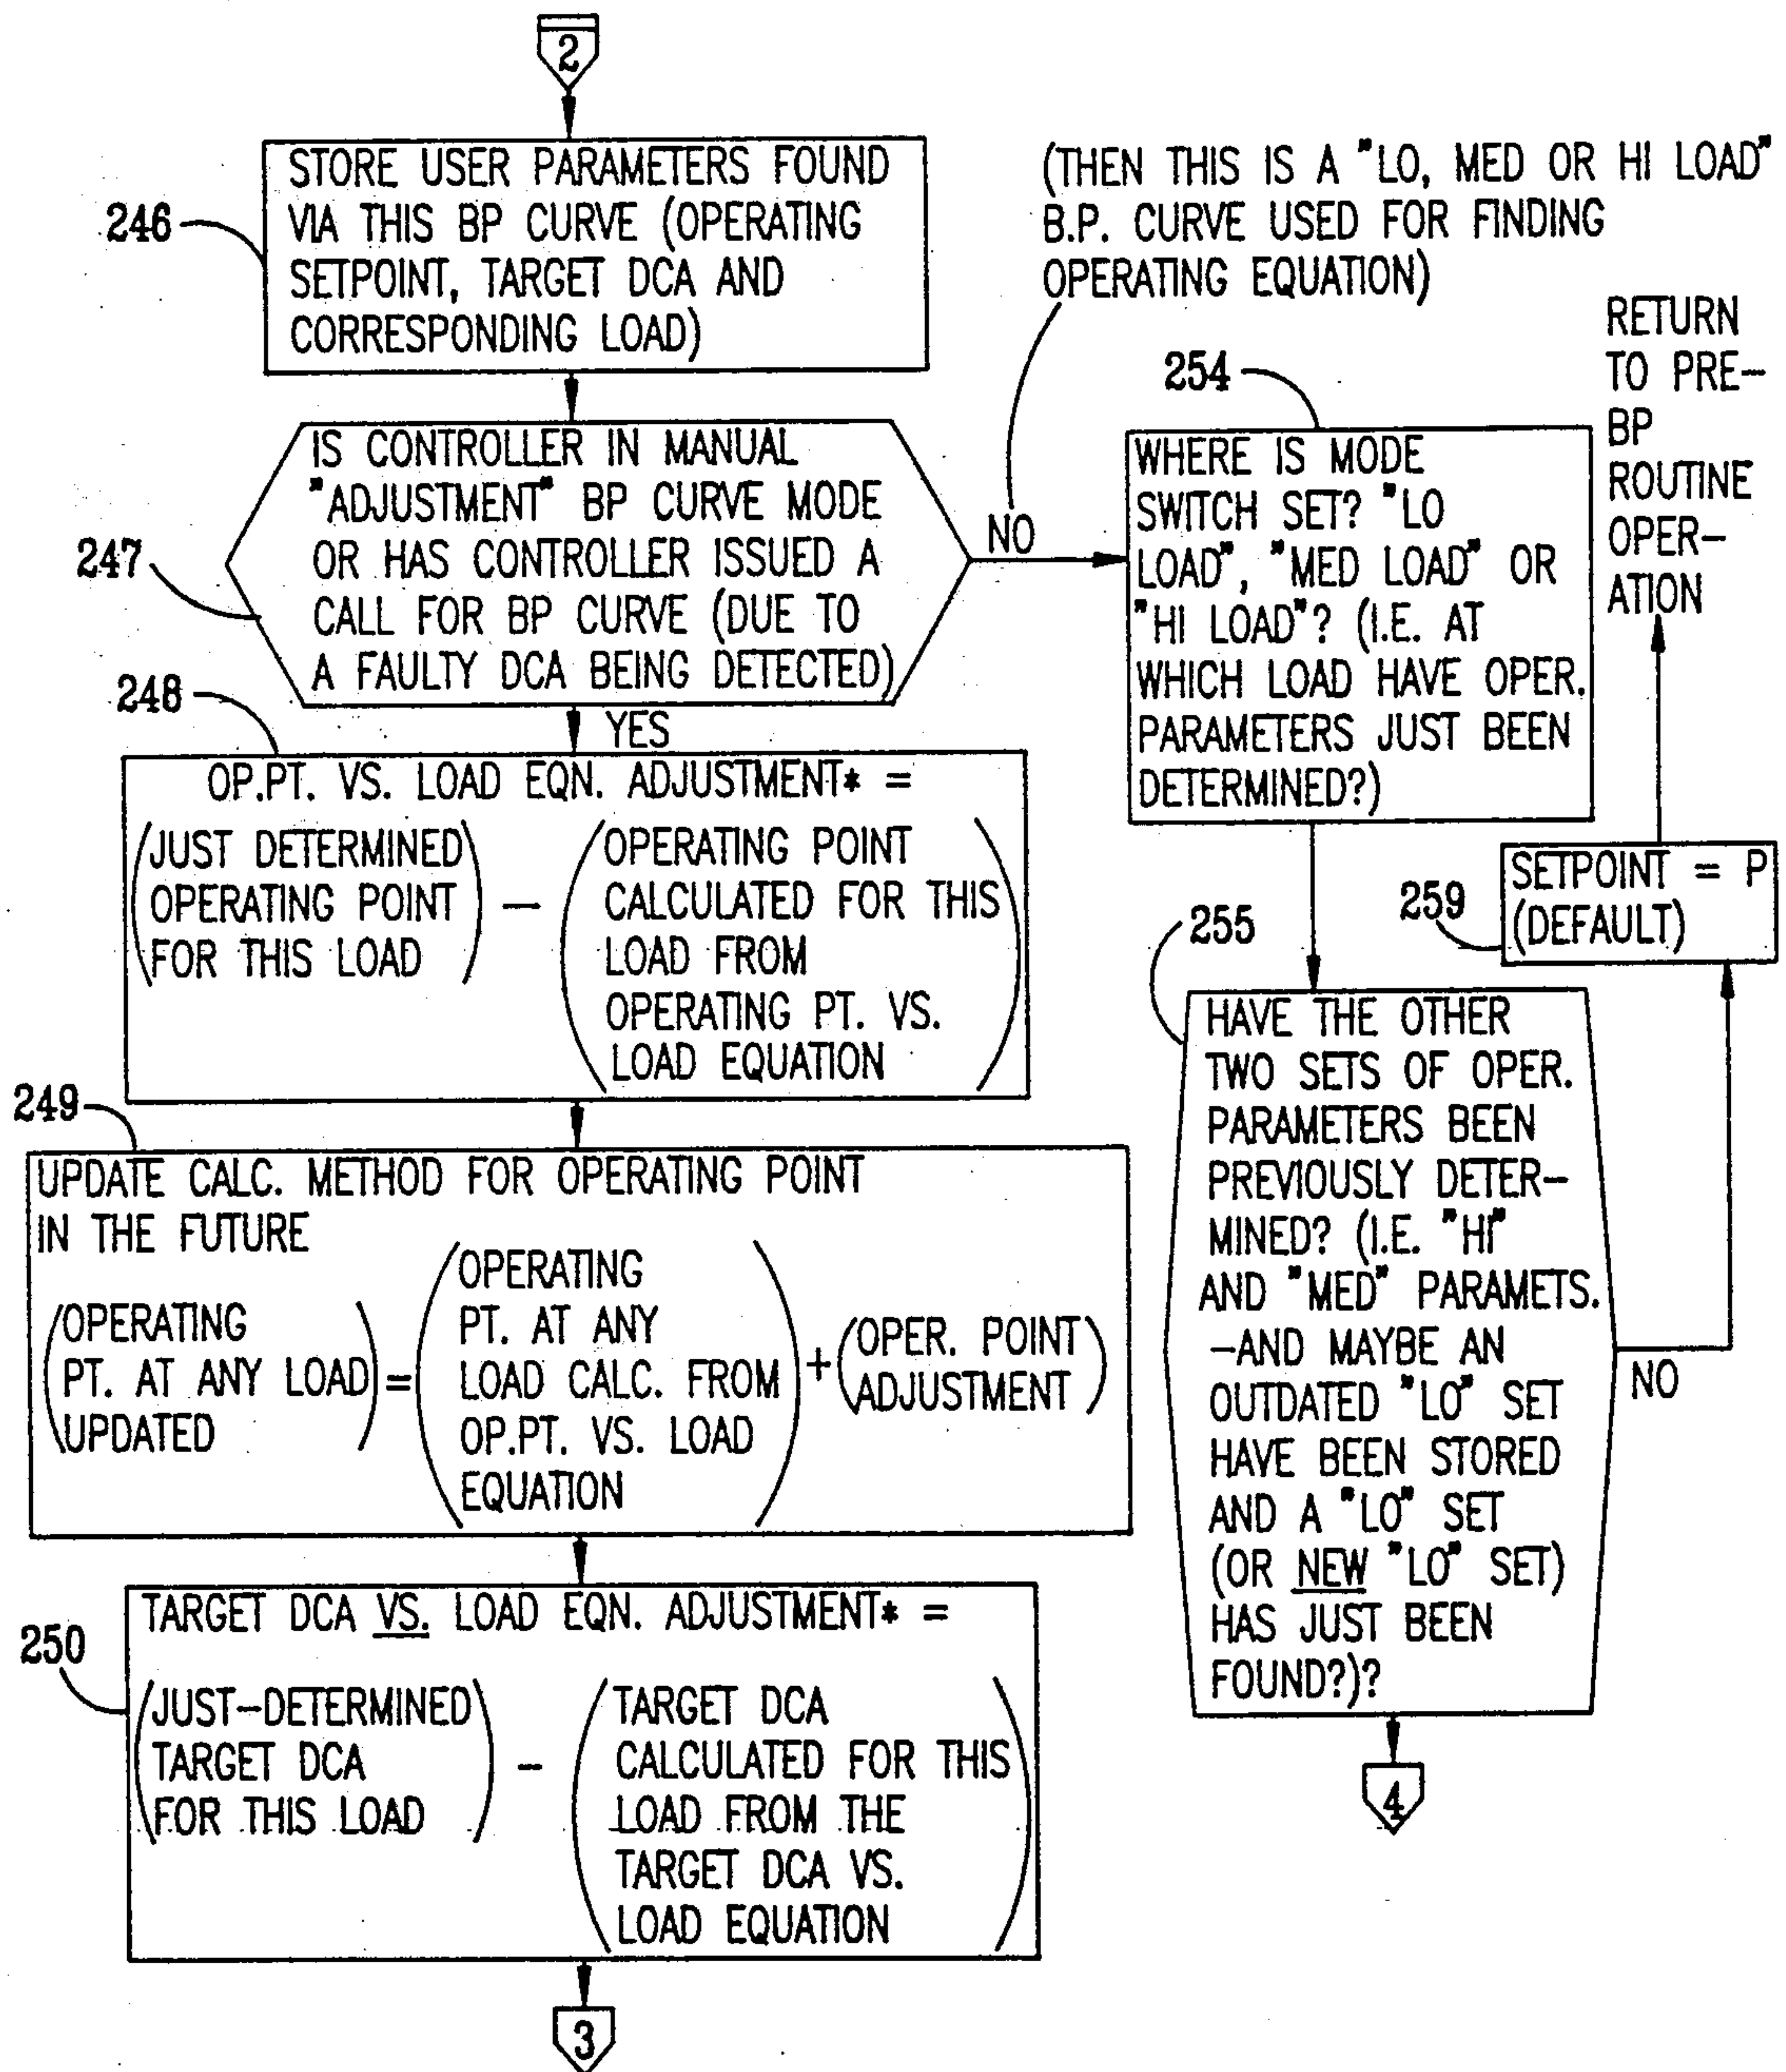 2
STORE USER PARAMETERS FOUND
VIA THIS BP CURVE (OPERATING
SETPOINT, TARGET DCA AND
CORRESPONDING LOAD)
246
(THEN THIS IS A "LO, MED OR HI LOAD"
B.P. CURVE USED FOR FINDING
OPERATING EQUATION)
IS CONTROLLER IN MANUAL
"ADJUSTMENT" BP CURVE MODE
OR HAS CONTROLLER ISSUED A
CALL FOR BP CURVE (DUE TO
A FAULTY DCA BEING DETECTED)
247
NO
YES
248
OP.PT. VS. LOAD EQN. ADJUSTMENT* =
(JUST DETERMINED
OPERATING POINT
FOR THIS LOAD)
–
(OPERATING POINT
CALCULATED FOR THIS
LOAD FROM
OPERATING PT. VS.
LOAD EQUATION)
249
UPDATE CALC. METHOD FOR OPERATING POINT
IN THE FUTURE
(OPERATING
PT. AT ANY LOAD
UPDATED)
=
(OPERATING
PT. AT ANY
LOAD CALC. FROM
OP.PT. VS. LOAD
EQUATION)
+
(OPER. POINT
ADJUSTMENT)
250
TARGET DCA VS. LOAD EQN. ADJUSTMENT* =
(JUST–DETERMINED
TARGET DCA
FOR THIS LOAD)
–
(TARGET DCA
CALCULATED FOR THIS
LOAD FROM THE
TARGET DCA VS.
LOAD EQUATION)
3
254
WHERE IS MODE
SWITCH SET? "LO
LOAD", "MED LOAD" OR
"HI LOAD"? (I.E. AT
WHICH LOAD HAVE OPER.
PARAMETERS JUST BEEN
DETERMINED?)
255
HAVE THE OTHER
TWO SETS OF OPER.
PARAMETERS BEEN
PREVIOUSLY DETER–
MINED? (I.E. "HI"
AND "MED" PARAMETS.
–AND MAYBE AN
OUTDATED "LO" SET
HAVE BEEN STORED
AND A "LO" SET
(OR NEW "LO" SET)
HAS JUST BEEN
FOUND?)?
NO
4
259
SETPOINT = P
(DEFAULT)
RETURN
TO PRE–
BP
ROUTINE
OPER–
ATION